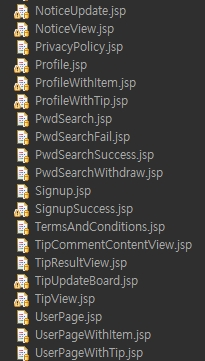 NoticeUpdate.jsp
NoticeView.jsp
PrivacyPolicy.jsp
Profile.jsp
ProfileWithItem.jsp
ProfileWithTip.jsp
PwdSearch.jsp
PwdSearchFail.jsp
PwdSearchSuccess.jsp
PwdSearchWithdraw.jsp
Signup.jsp
SignupSuccess.jsp
TermsAndConditions.jsp
TipCommentContentView.jsp
TipResultView.jsp
TipUpdateBoard.jsp
TipView.jsp
UserPage.jsp
UserPageWithItem.jsp
UserPageWithTip.jsp